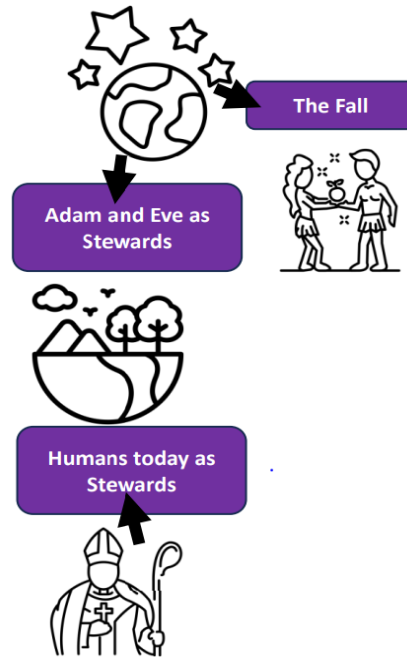 The Fall
Adam and Eve as
Stewards
Humans today as
Stewards